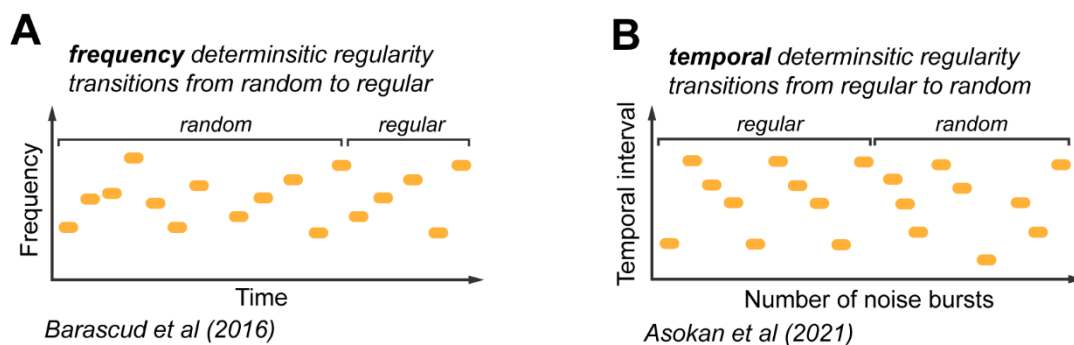 A
frequency determinsitic regularity
transitions from random to regular
random
regular
Frequency
Time
Barascud et al (2016)
B
temporal determinsitic regularity
transitions from regular to random
regular
random
Temporal interval
Number of noise bursts
Asokan et al (2021)